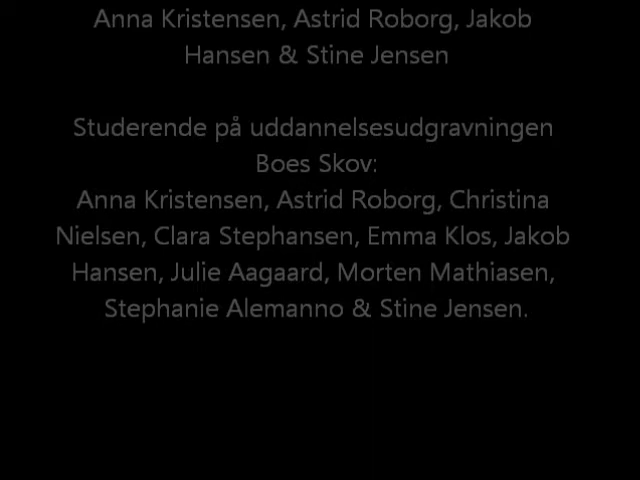 Anna Kristensen, Astrid Roborg, Jakob
Hansen & Stine Jensen
Studerende på uddannelsesudgravningen
Boes Skov:
Anna Kristensen, Astrid Roborg, Christina
Nielsen, Clara Stephansen, Emma Klos, Jakob
Hansen, Julie Aagaard, Morten Mathiasen,
Stephanie Alemanno & Stine Jensen.